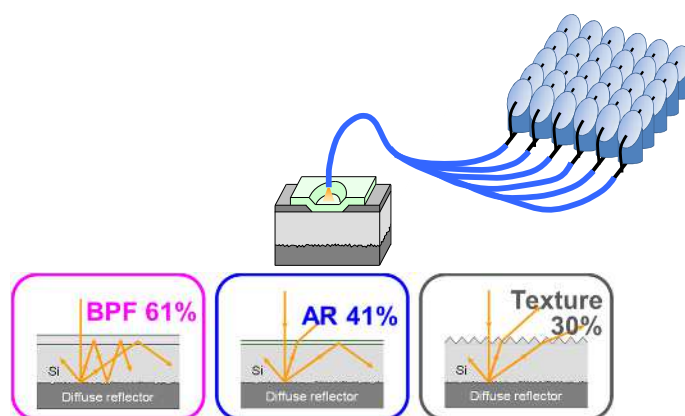 BPF 61%
Si
Diffuse reflector
AR 41%
Si
Diffuse reflector
Texture
30%
Si
Diffuse reflector